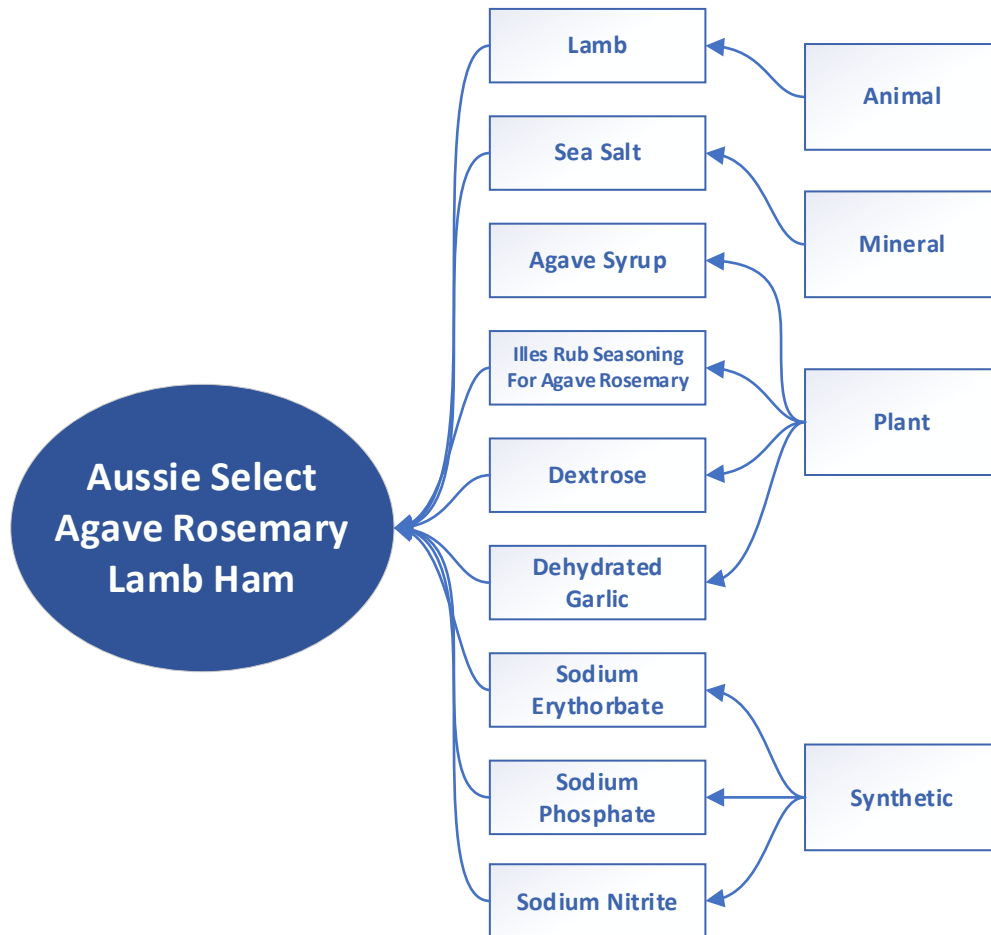 Lamb
Animal
Sea Salt
Mineral
Agave Syrup
Illes Rub Seasoning
For Agave Rosemary
Plant
Aussie Select
Agave Rosemary
Lamb Ham
Dextrose
Dehydrated
Garlic
Sodium
Erythorbate
Sodium
Phosphate
Synthetic
Sodium Nitrite